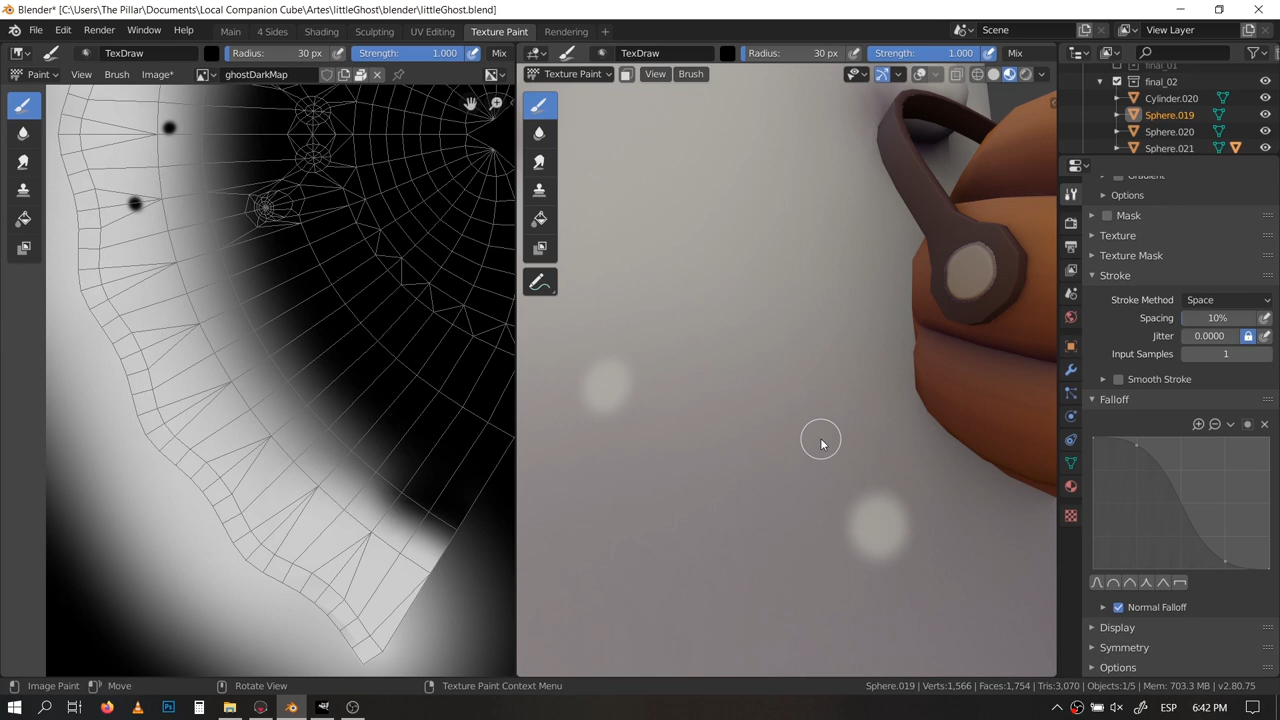 Blender* [C:\Users\The Pillar\Documents\Local Companion Cube\Artes\littleGhost\blender\littleGhost.blend]
File Edit Render Window Help Main 4 Sides Shading Sculpting UV Editing Texture Paint Rendering Scene View Layer
TexDraw Radius: 30 px Strength: 1.000 Mix TexDraw Radius: 30 px Strength: 1.000 Mix
Paint View Brush Image* ghostDarkMap Texture Paint View Brush
final_01
final_02
Cylinder.020
Sphere.019
Sphere.020
Sphere.021
Gradient
Options
Mask
Texture
Texture Mask
Stroke
Stroke Method Space
Spacing 10%
Jitter 0.0000
Input Samples 1
Smooth Stroke
Falloff
Normal Falloff
Display
Symmetry
Options
Image Paint Move Rotate View Texture Paint Context Menu Sphere.019 | Verts:1,566 | Faces:1,754 | Tris:3,070 | Objects:1/5 | Mem: 703.3 MB | v2.80.75
Ps ESP 6:42 PM